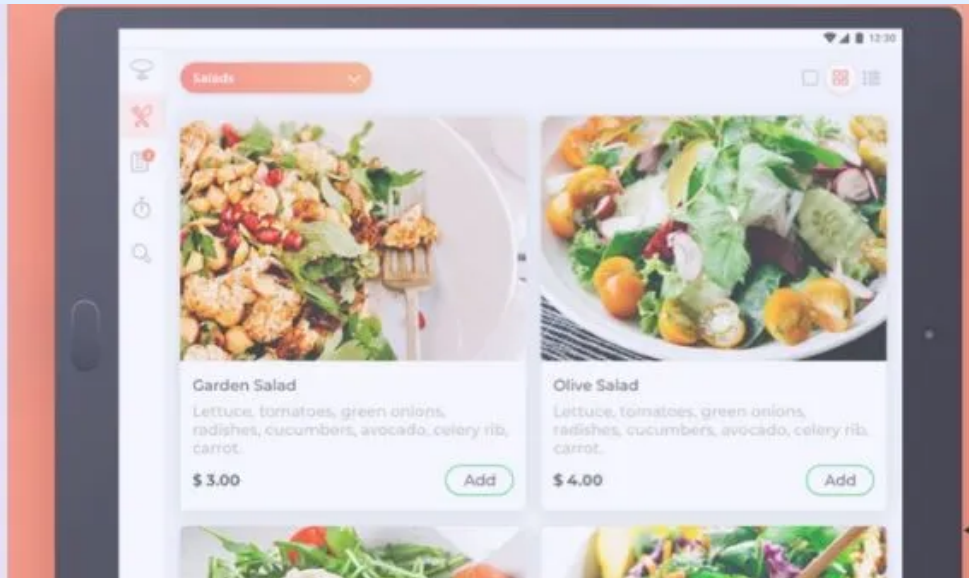 12:30
Salads
Garden Salad
Lettuce, tomatoes, green onions,
radishes, cucumbers, avocado, celery rib,
carrot.
$ 3.00
Add
Olive Salad
Lettuce, tomatoes, green onions,
radishes, cucumbers, avocado, celery rib,
carrot.
$ 4.00
Add